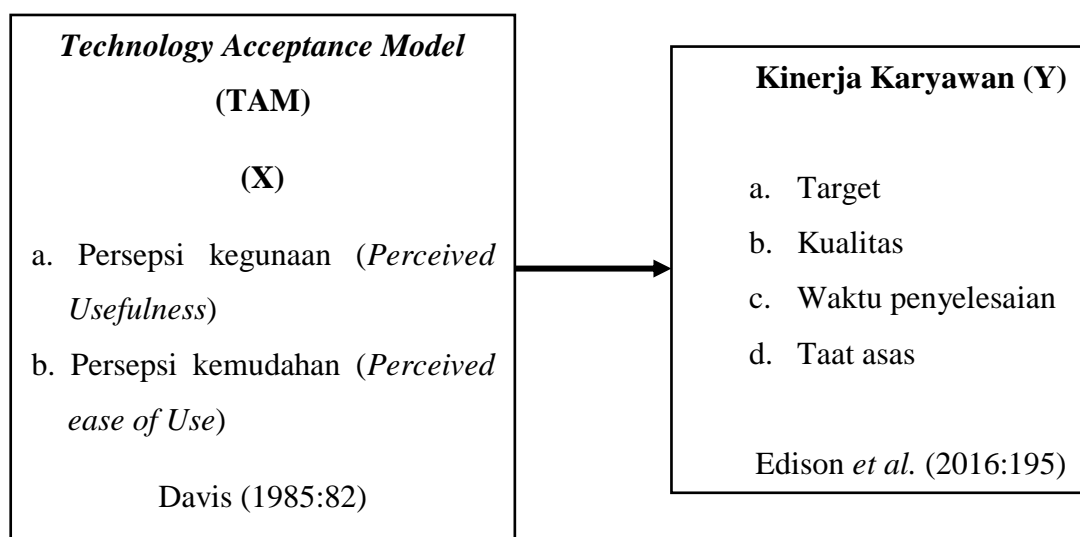 Technology Acceptance Model
(TAM)
(X)
a. Persepsi kegunaan (Perceived
Usefulness)
b. Persepsi kemudahan (Perceived
ease of Use)
Davis (1985:82)
Kinerja Karyawan (Y)
a. Target
b. Kualitas
c. Waktu penyelesaian
d. Taat asas
Edison et al. (2016:195)